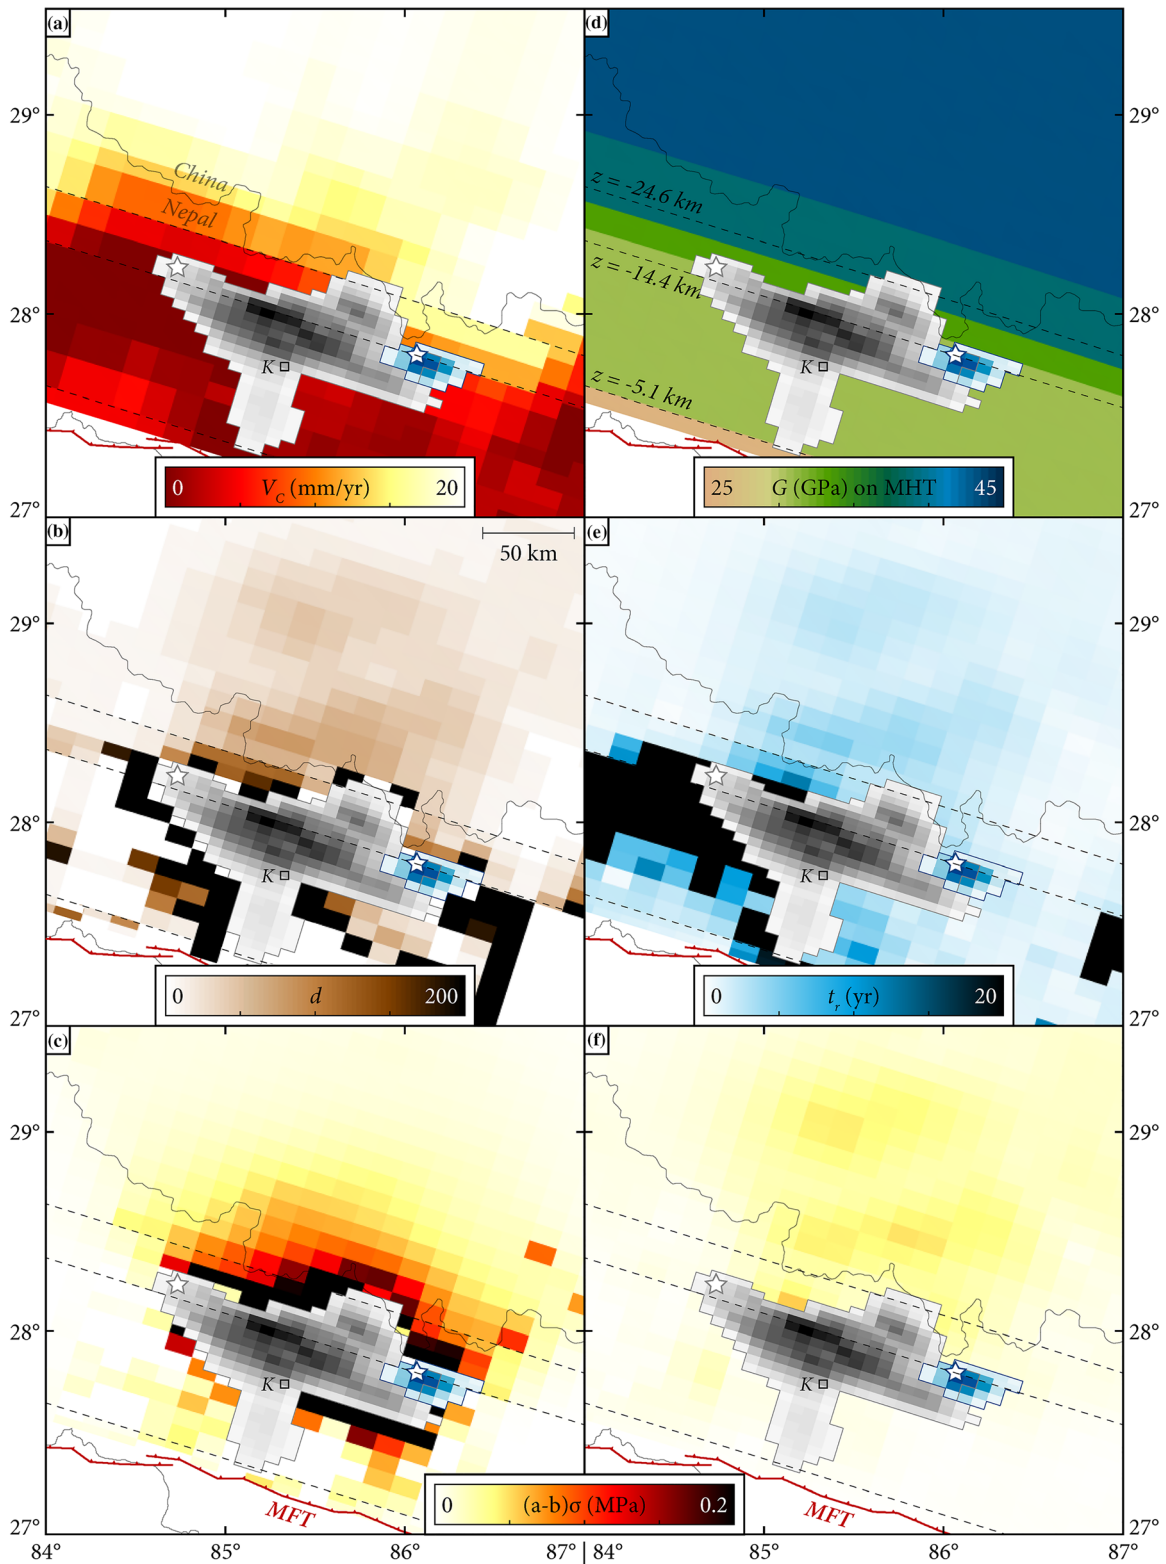 (a)
(d)
29°
29°
China
Nepal
z = -24.6 km
z = -14.4 km
28°
28°
K
K
z = -5.1 km
0 V_C (mm/yr) 20
25 G (GPa) on MHT 45
27°
27°
(b)
(e)
50 km
29°
29°
28°
28°
K
K
0 d 200
0 t_r (yr) 20
27°
27°
(c)
(f)
29°
29°
28°
28°
K
K
MFT
MFT
0 (a-b)σ (MPa) 0.2
27°
27°
84° 85° 86° 87° 84° 85° 86° 87°